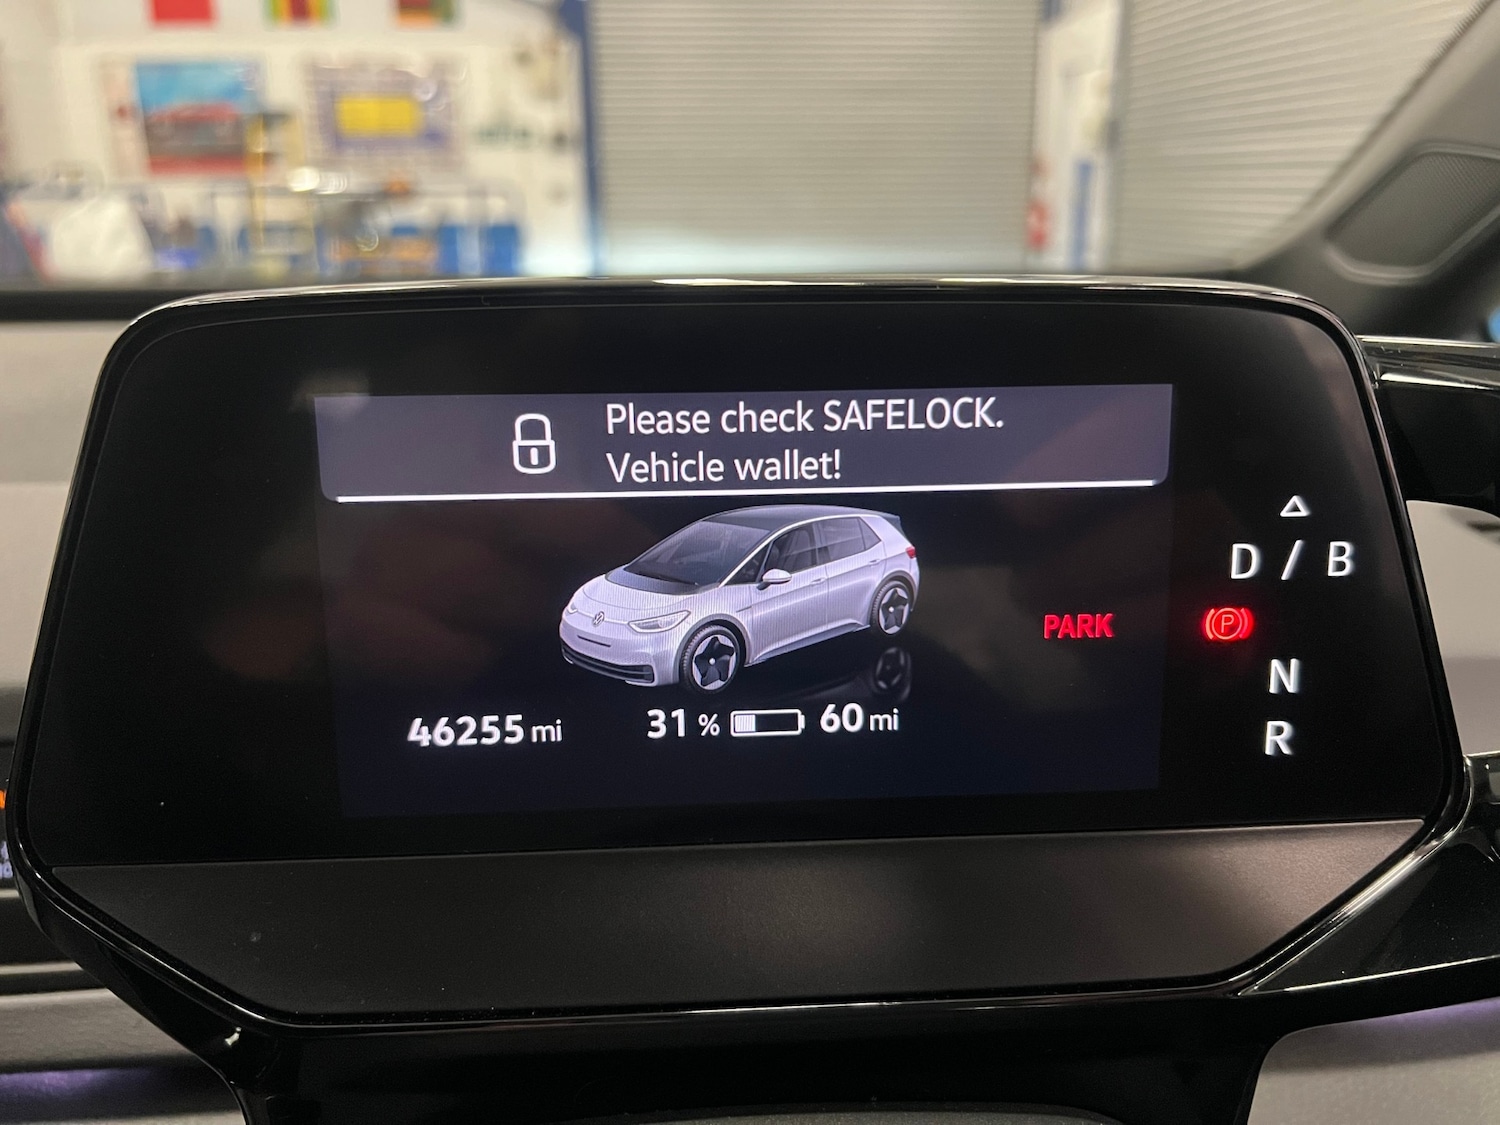 Please check SAFELOCK.
Vehicle wallet!
D / B
PARK P
N
R
46255 mi 31 % 60 mi